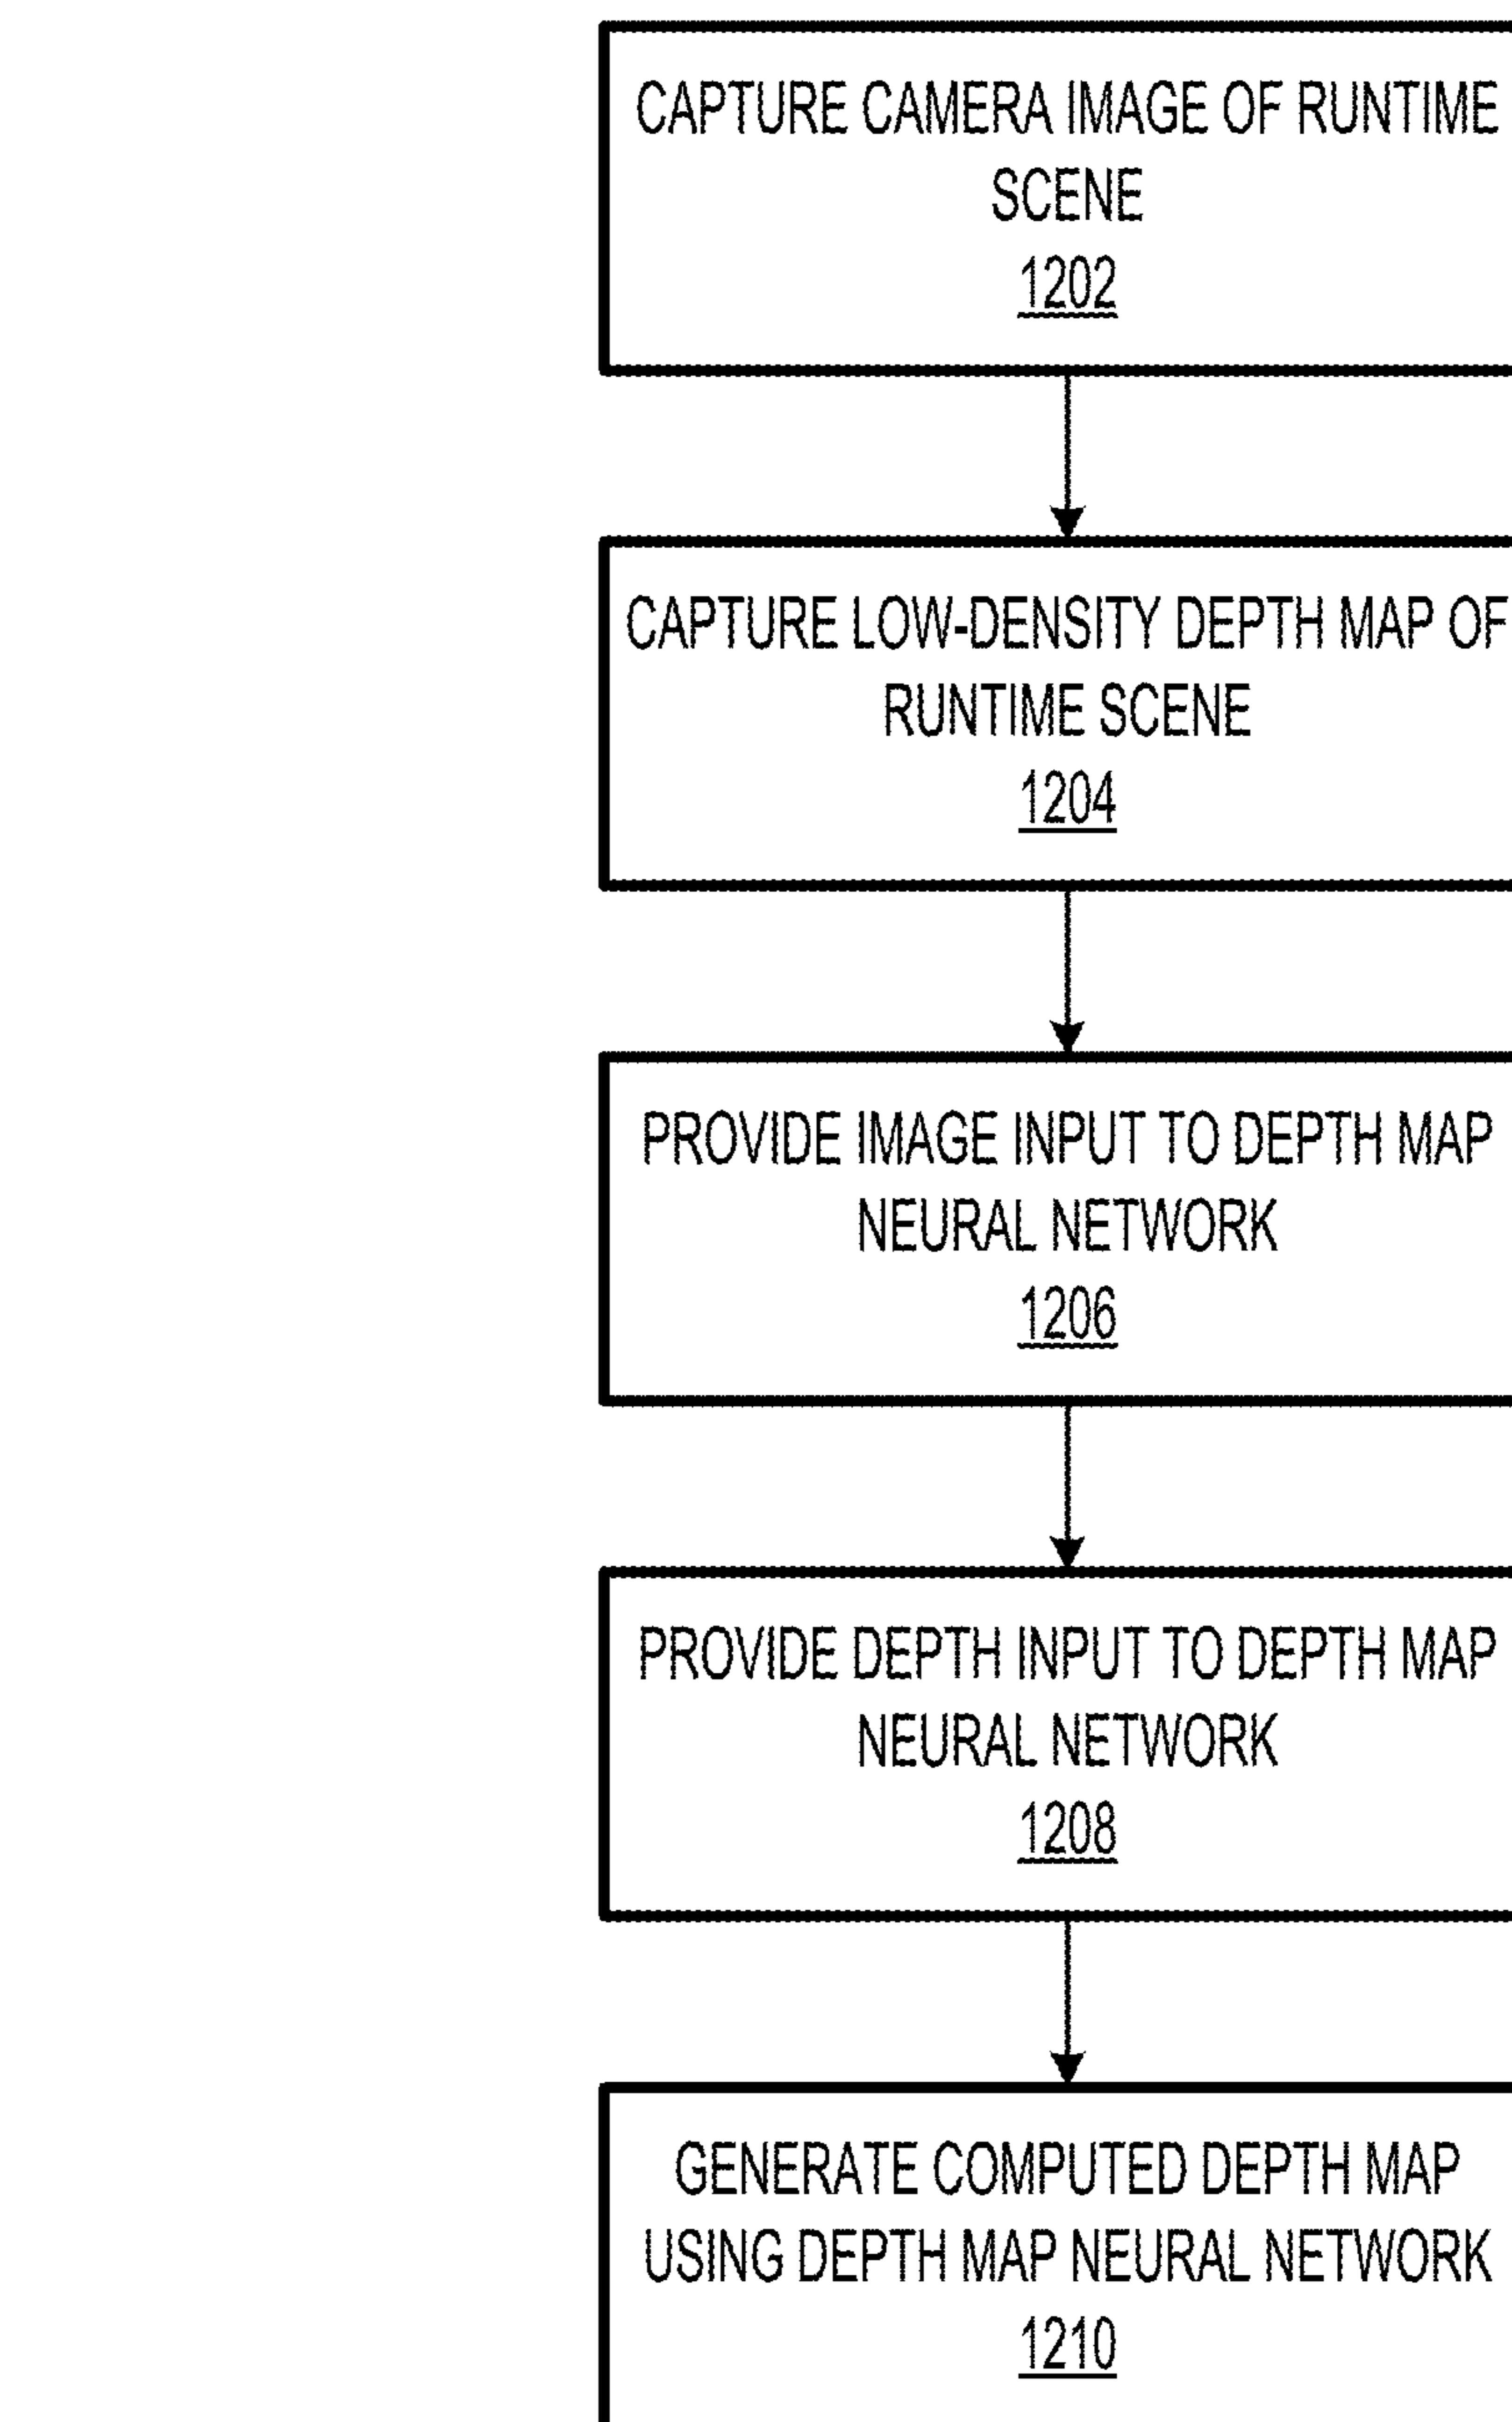 CAPTURE CAMERA IMAGE OF RUNTIME
SCENE
1202
CAPTURE LOW-DENSITY DEPTH MAP OF
RUNTIME SCENE
1204
PROVIDE IMAGE INPUT TO DEPTH MAP
NEURAL NETWORK
1206
PROVIDE DEPTH INPUT TO DEPTH MAP
NEURAL NETWORK
1208
GENERATE COMPUTED DEPTH MAP
USING DEPTH MAP NEURAL NETWORK
1210